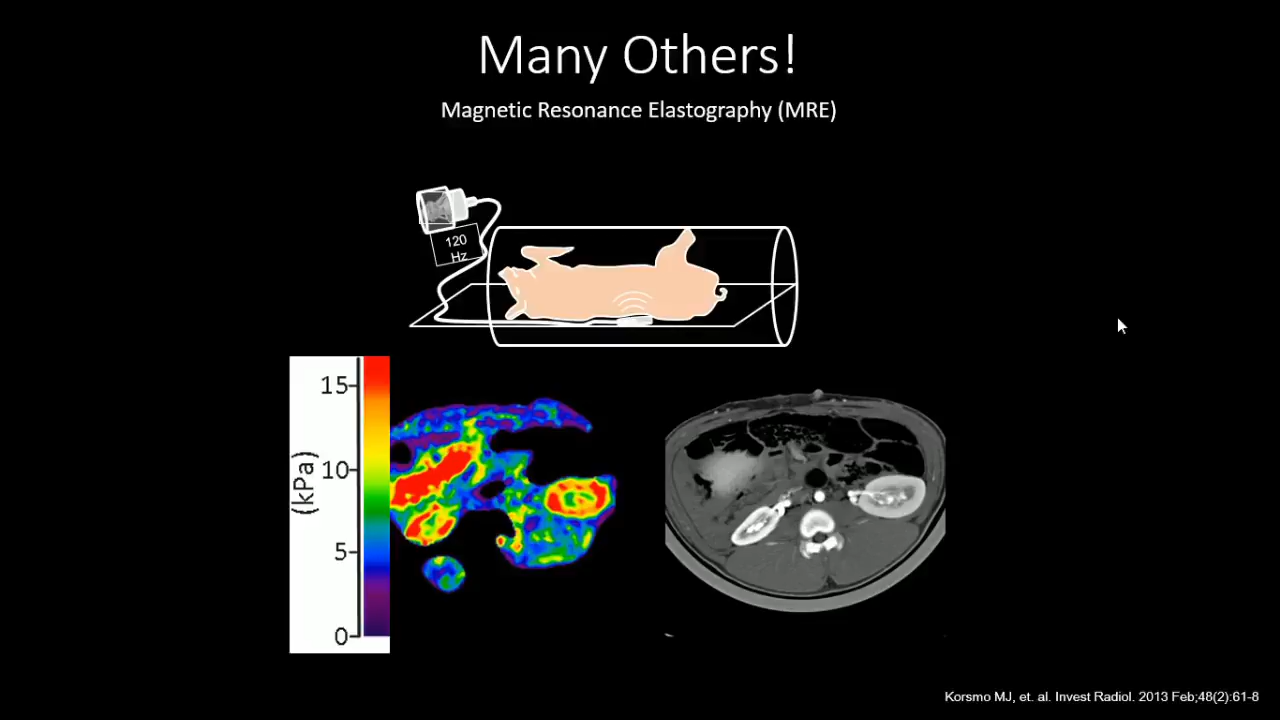 Many Others!
Magnetic Resonance Elastography (MRE)
120
Hz
15
10
(kPa)
5
0
Korsmo MJ, et. al. Invest Radiol. 2013 Feb;48(2):61-8